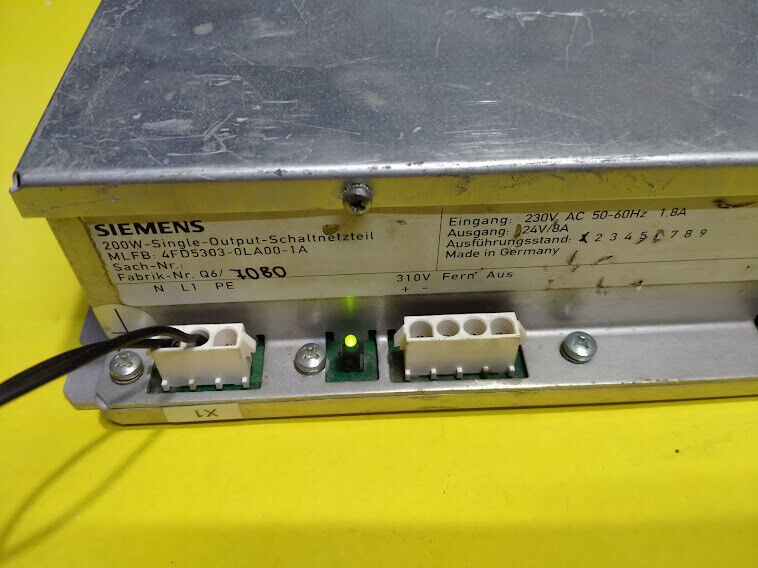 SIEMENS
200W-Single-Output-Schaltnetzteil
MLFB: 4FD5303-0LA00-1A
Sach-Nr.:
Fabrik-Nr. Q6/ 7080
N L1 PE
Eingang: 230V AC 50-60Hz 1.8A
Ausgang: 24V/8A
Ausführungsstand: 1 2 3 4 5 6 7 8 9
Made in Germany
310V Fern Aus
+ -
X1